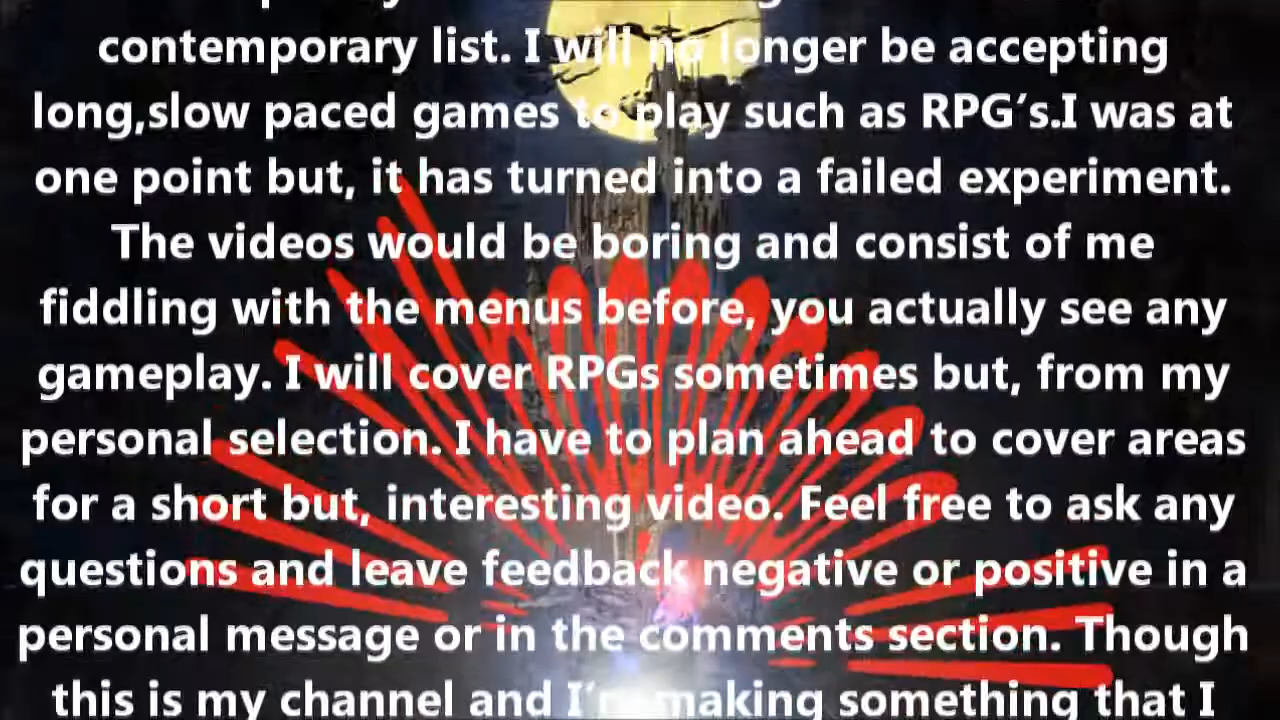 contemporary list. I will no longer be accepting
long,slow paced games to play such as RPG's.I was at
one point but, it has turned into a failed experiment.
The videos would be boring and consist of me
fiddling with the menus before, you actually see any
gameplay. I will cover RPGs sometimes but, from my
personal selection. I have to plan ahead to cover areas
for a short but, interesting video. Feel free to ask any
questions and leave feedback negative or positive in a
personal message or in the comments section. Though
this is my channel and I'm making something that I